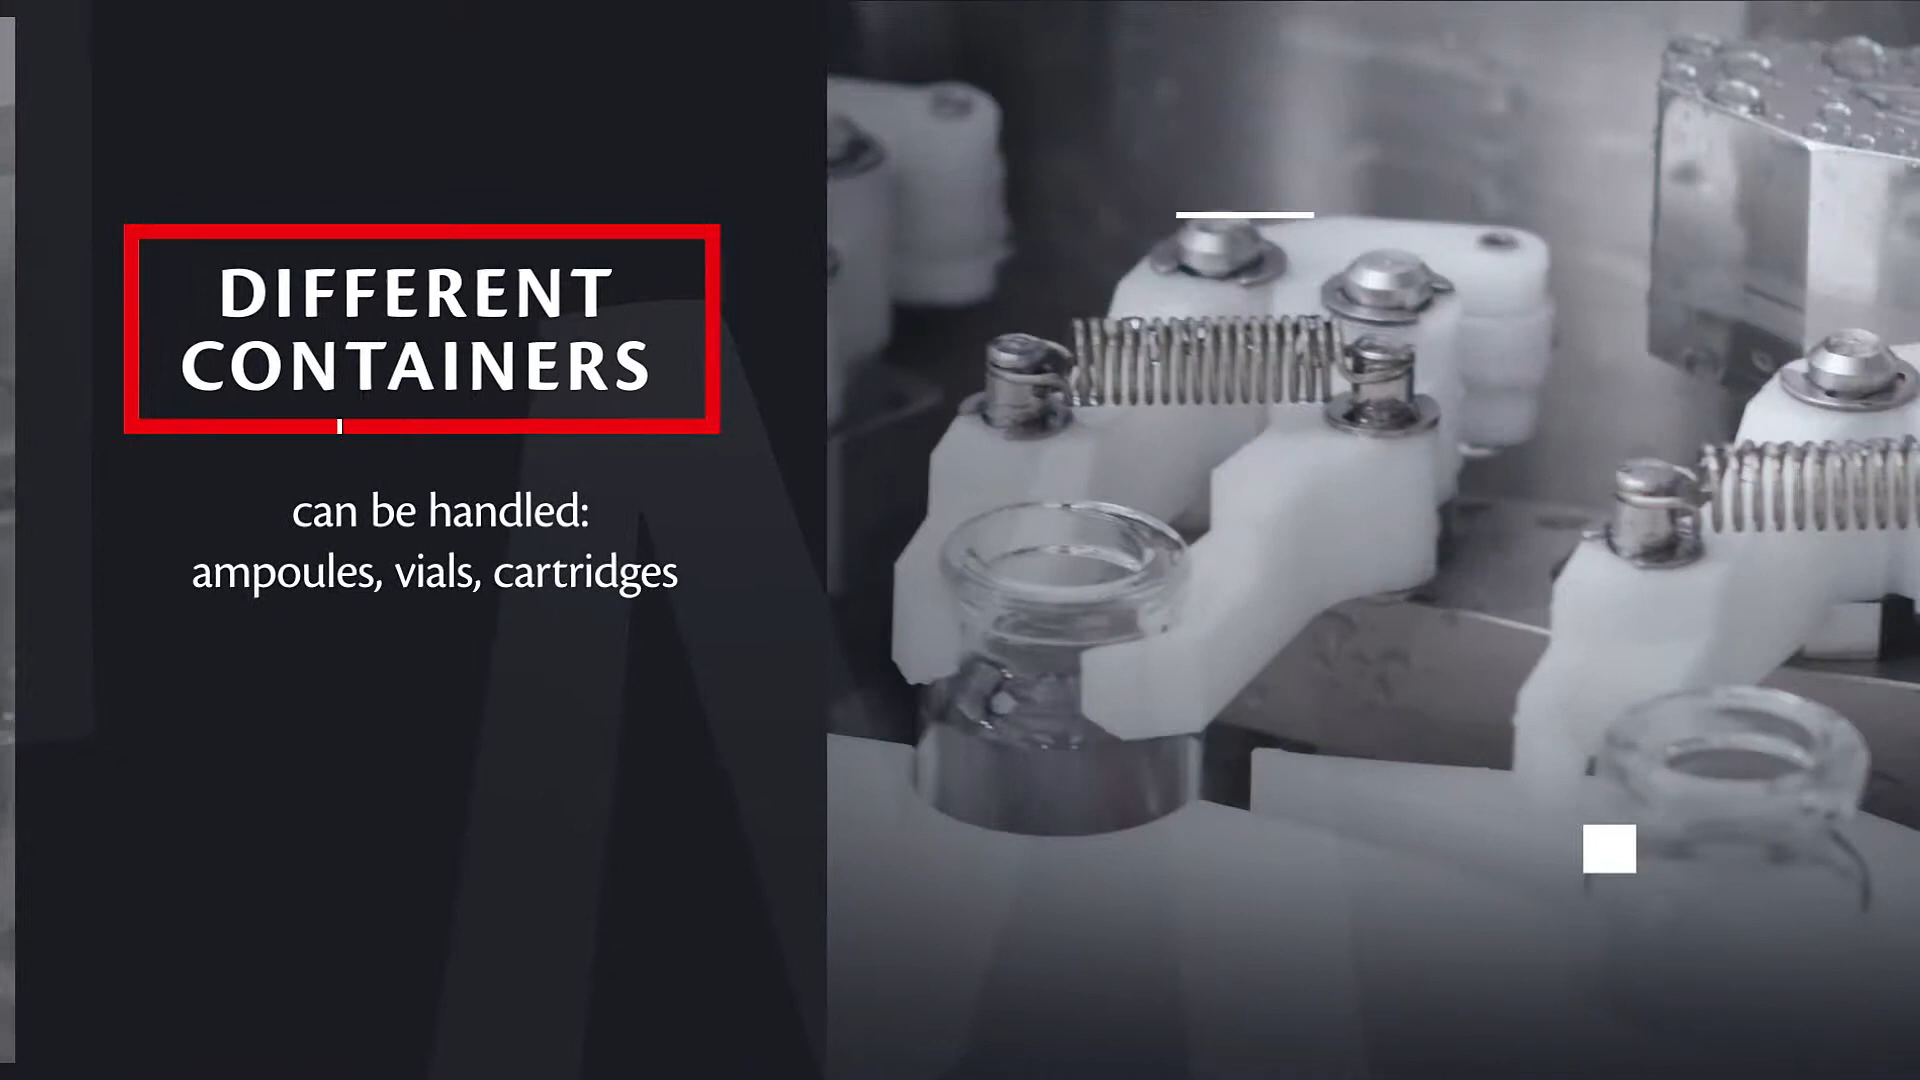 DIFFERENT
CONTAINERS
can be handled:
ampoules, vials, cartridges